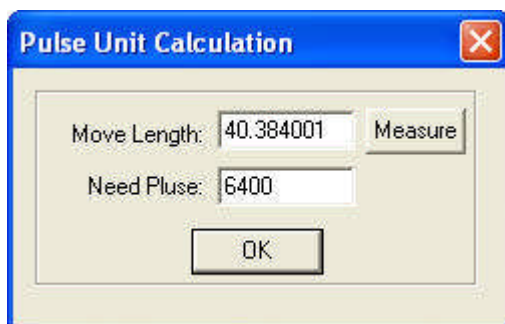 Pulse Unit Calculation
Move Length: 40.384001 Measure
Need Pluse: 6400
OK